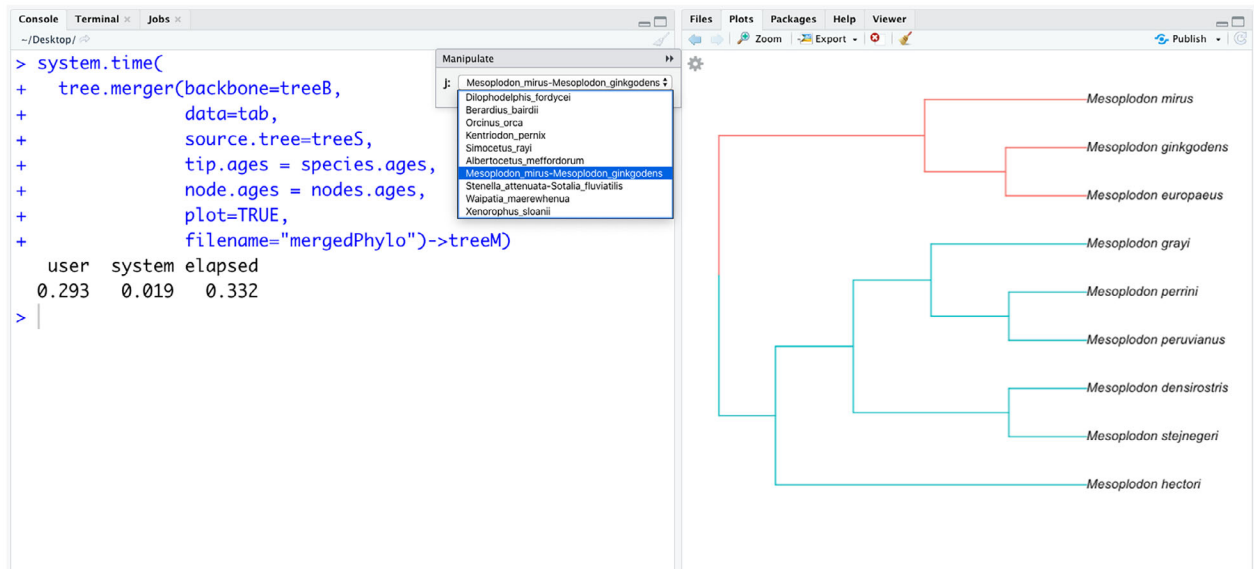 Console Terminal Jobs
~/Desktop/
> system.time(
+ tree.merger(backbone=treeB,
+ data=tab,
+ source.tree=treeS,
+ tip.ages = species.ages,
+ node.ages = nodes.ages,
+ plot=TRUE,
+ filename="mergedPhylo")->treeM)
user system elapsed
0.293 0.019 0.332
>
Manipulate
j: Mesoplodon_mirus-Mesoplodon_ginkgodens
Dilophodelphis_fordycei
Berardius_bairdii
Orcinus_orca
Kentriodon_pernix
Simocetus_rayi
Albertocetus_meffordorum
Mesoplodon_mirus-Mesoplodon_ginkgodens
Stenella_attenuata-Sotalia_fluviatilis
Waipatia_maerewhenua
Xenorophus_sloanii
Files Plots Packages Help Viewer
Zoom Export Publish
Mesoplodon mirus
Mesoplodon ginkgodens
Mesoplodon europaeus
Mesoplodon grayi
Mesoplodon perrini
Mesoplodon peruvianus
Mesoplodon densirostris
Mesoplodon stejnegeri
Mesoplodon hectori